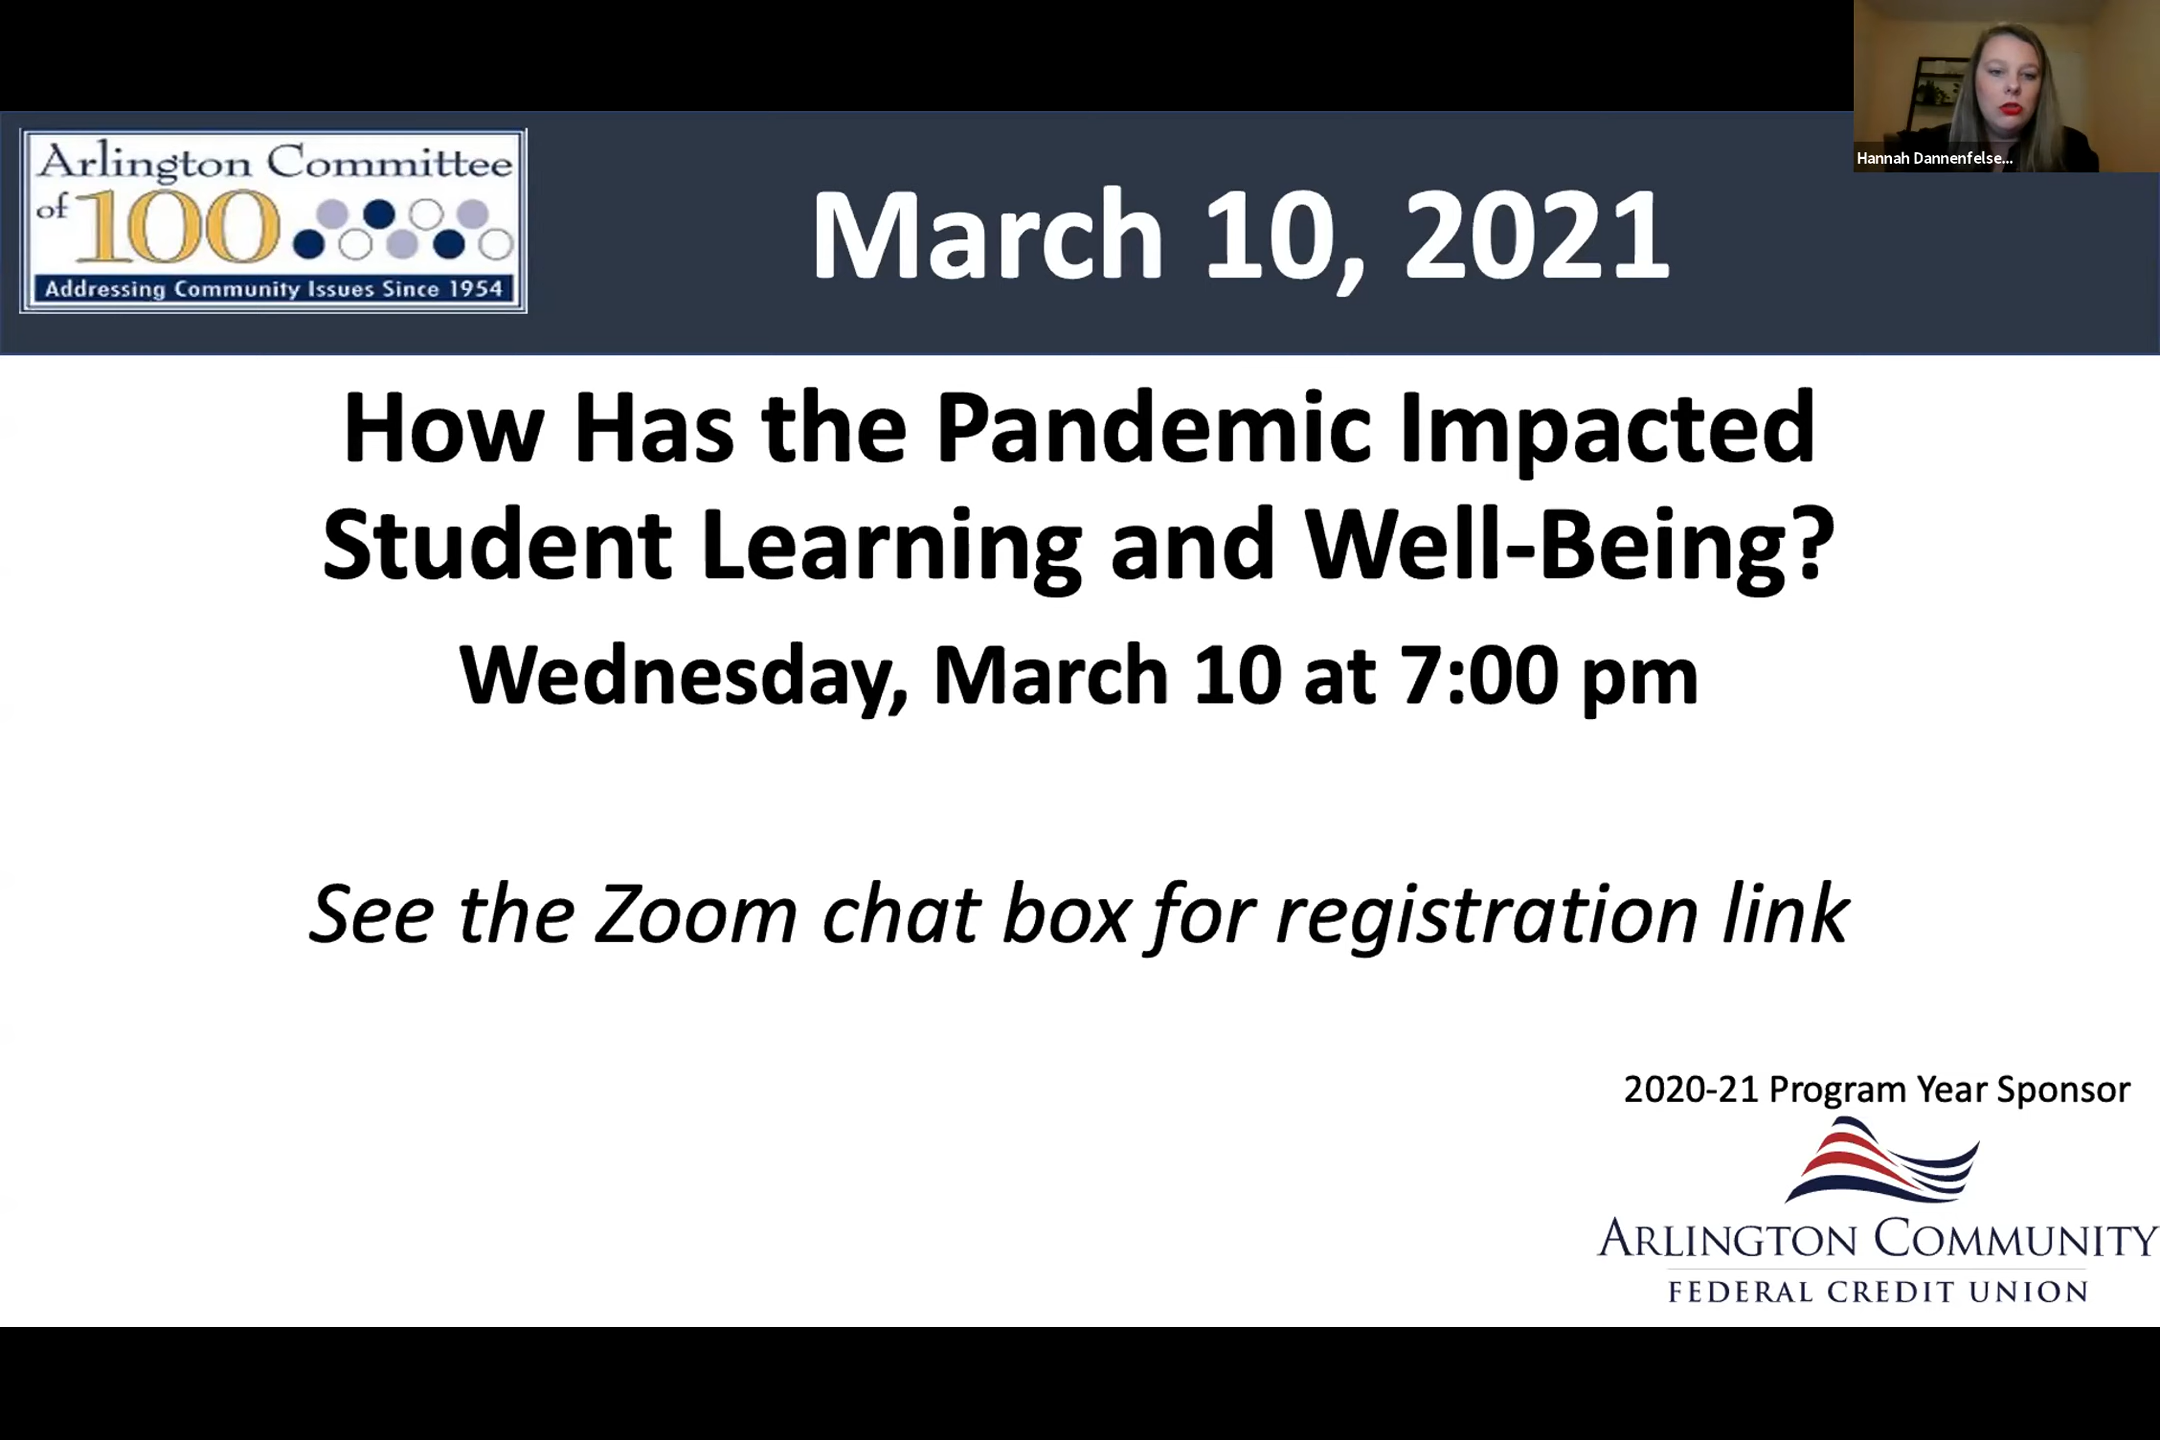 Hannah Dannenfelse...
Arlington Committee
of 100
Addressing Community Issues Since 1954
March 10, 2021
How Has the Pandemic Impacted
Student Learning and Well-Being?
Wednesday, March 10 at 7:00 pm
See the Zoom chat box for registration link
2020-21 Program Year Sponsor
ARLINGTON COMMUNITY
FEDERAL CREDIT UNION